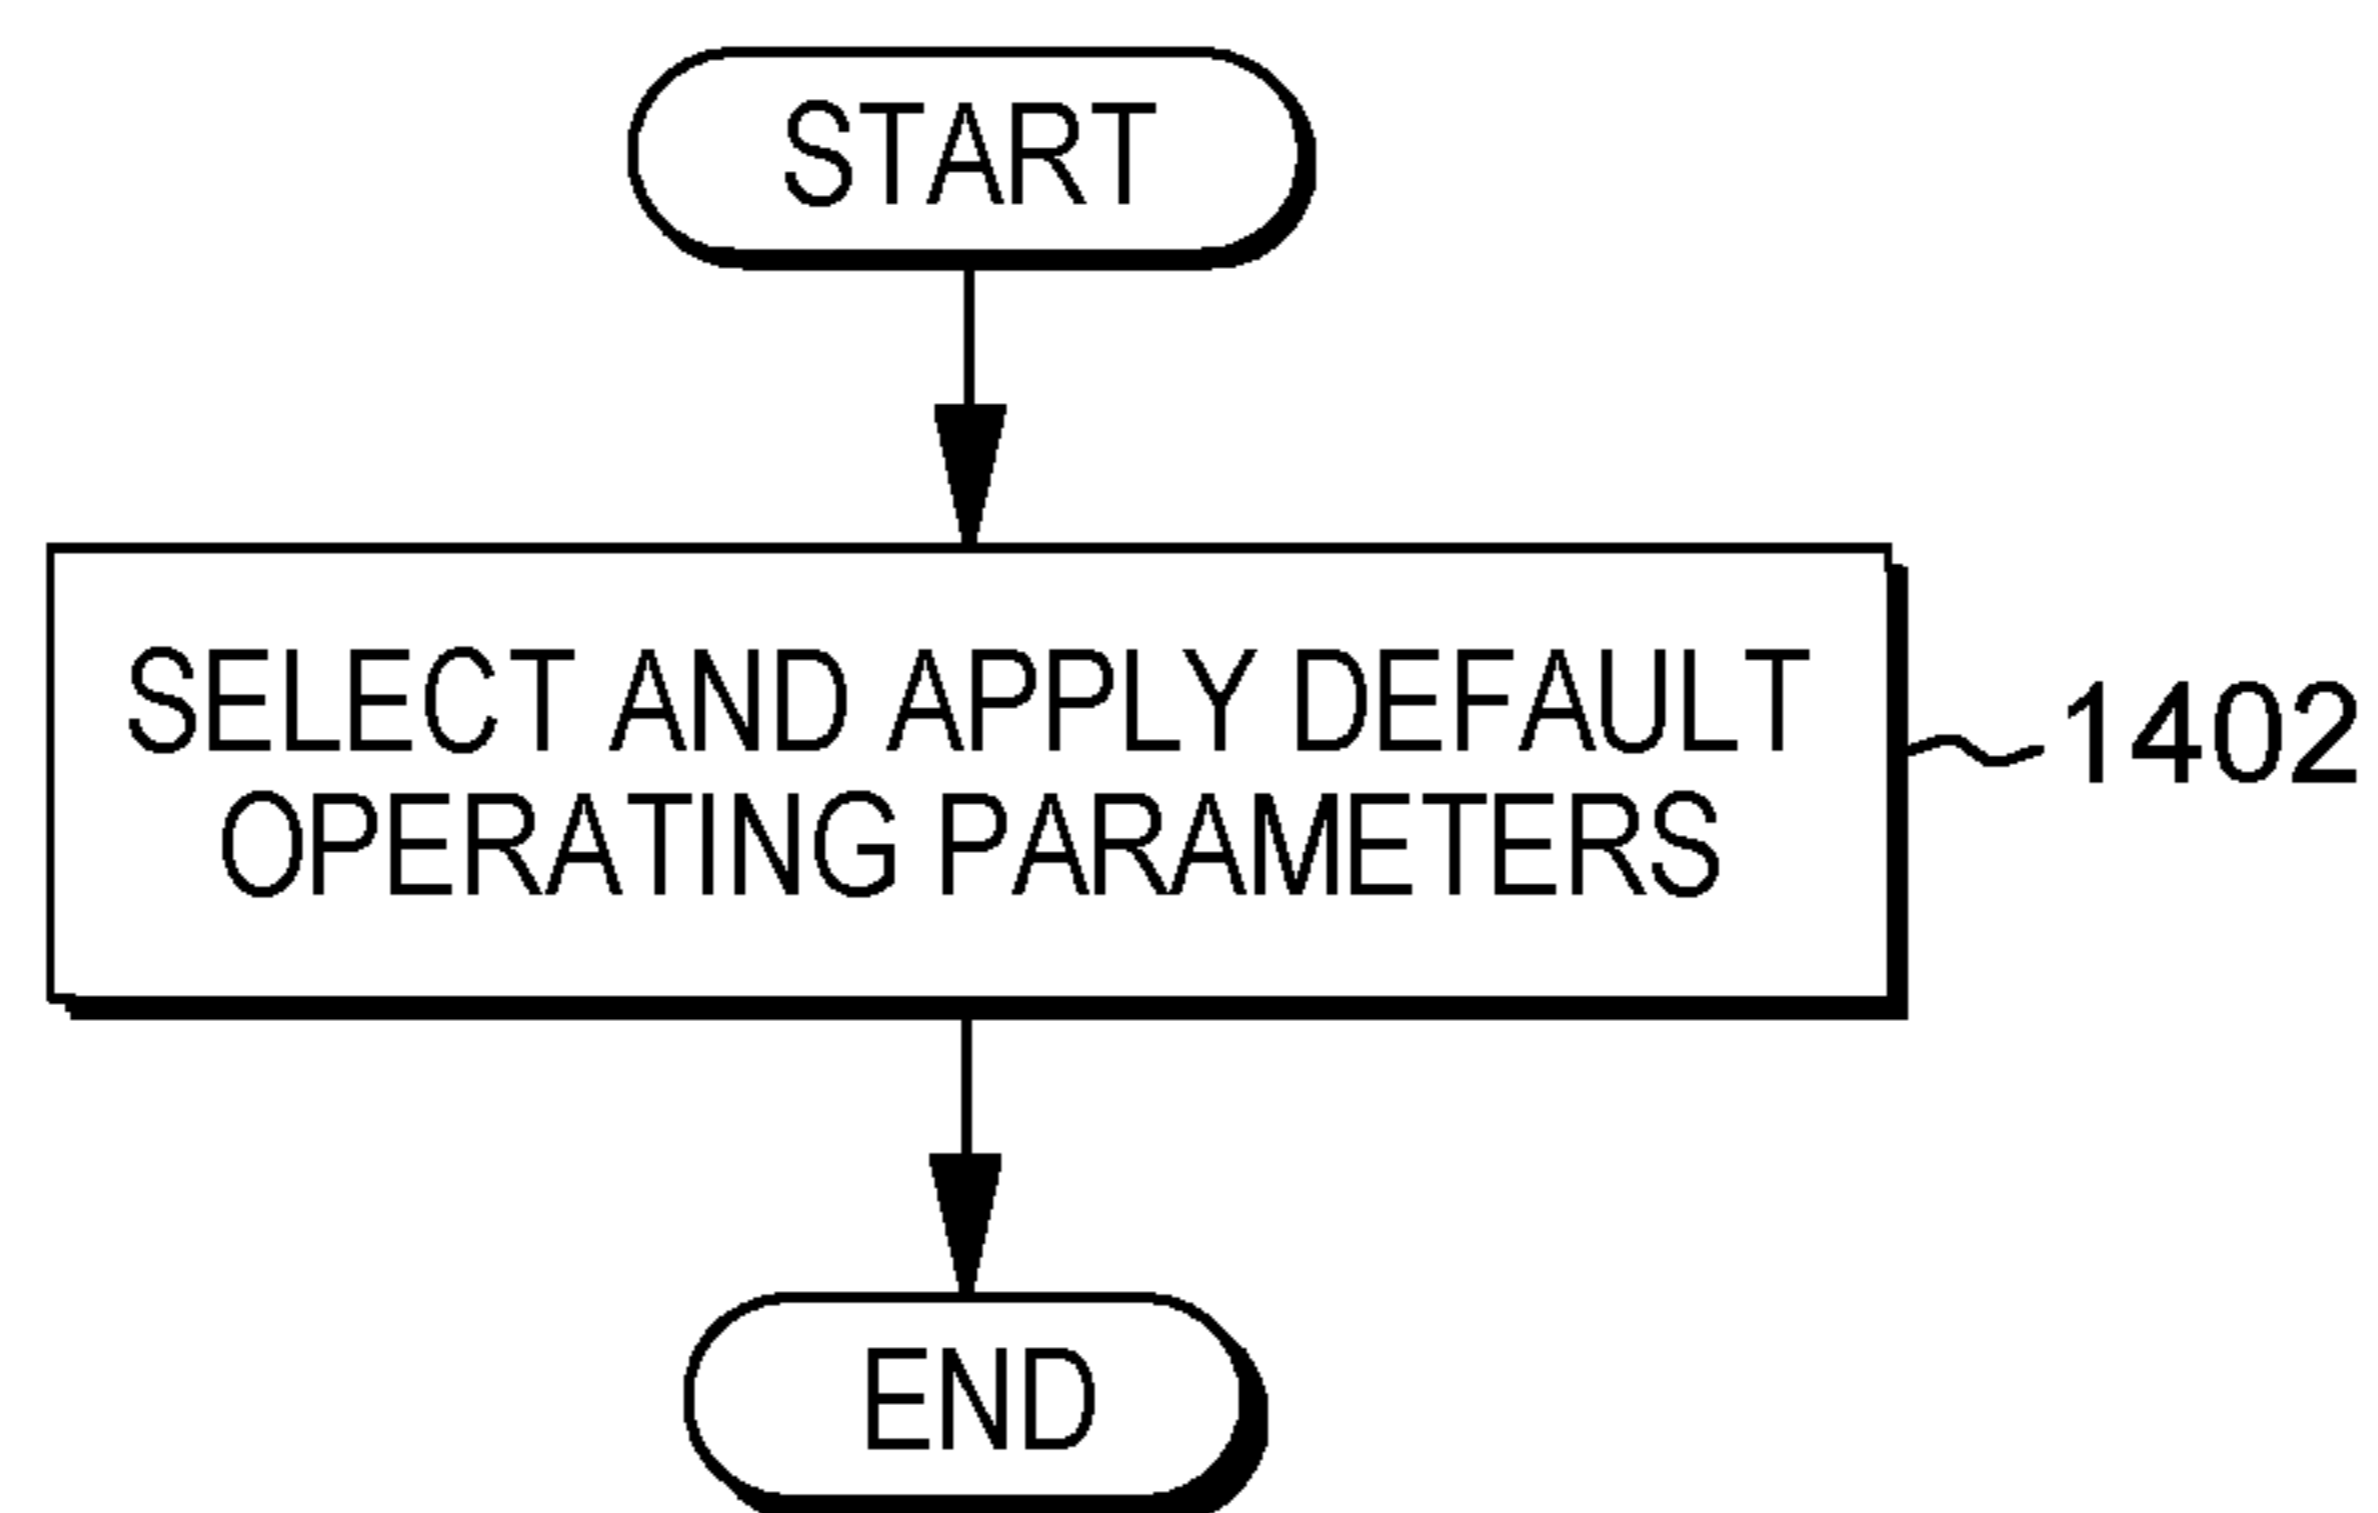 START
SELECT AND APPLY DEFAULT
OPERATING PARAMETERS
1402
END